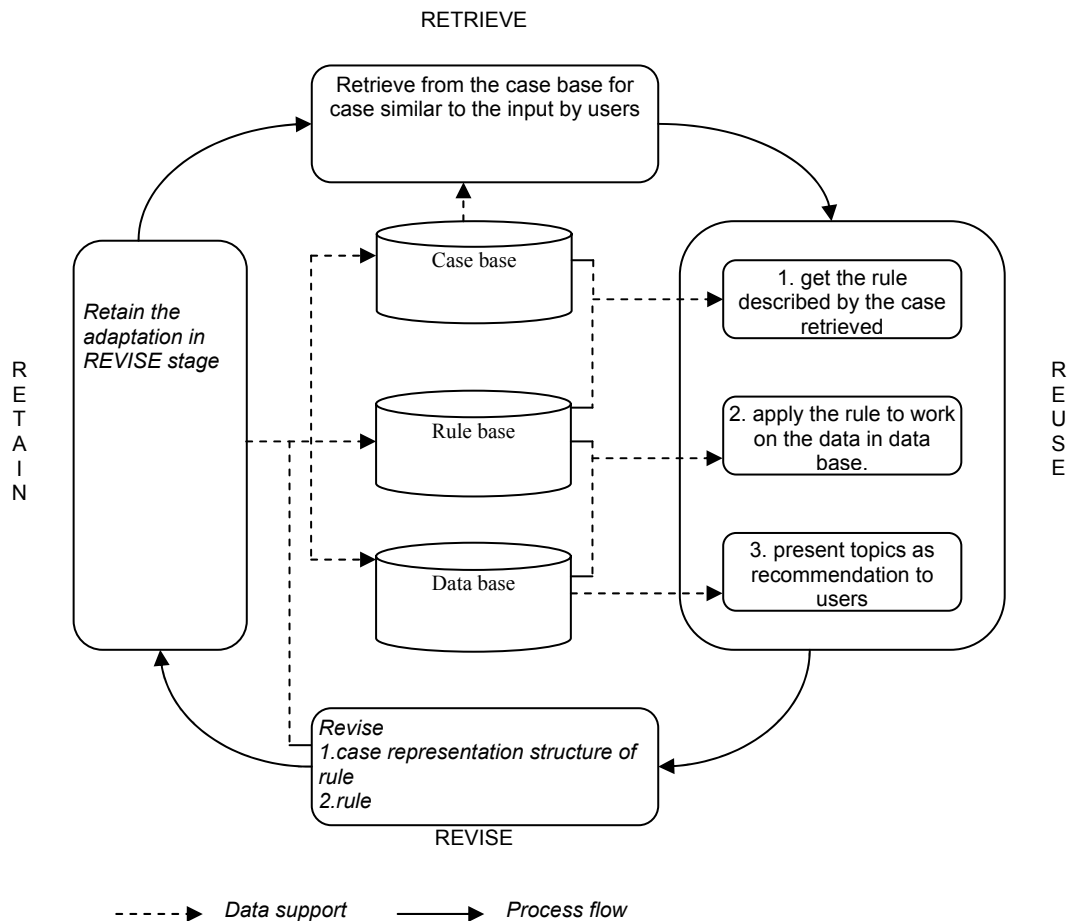 RETRIEVE
Retrieve from the case base for
case similar to the input by users
Case base
1. get the rule
described by the case
retrieved
Retain the
adaptation in
REVISE stage
RETAIN
REUSE
Rule base
2. apply the rule to work
on the data in data
base.
Data base
3. present topics as
recommendation to
users
Revise
1.case representation structure of
rule
2.rule
REVISE
Data support
Process flow